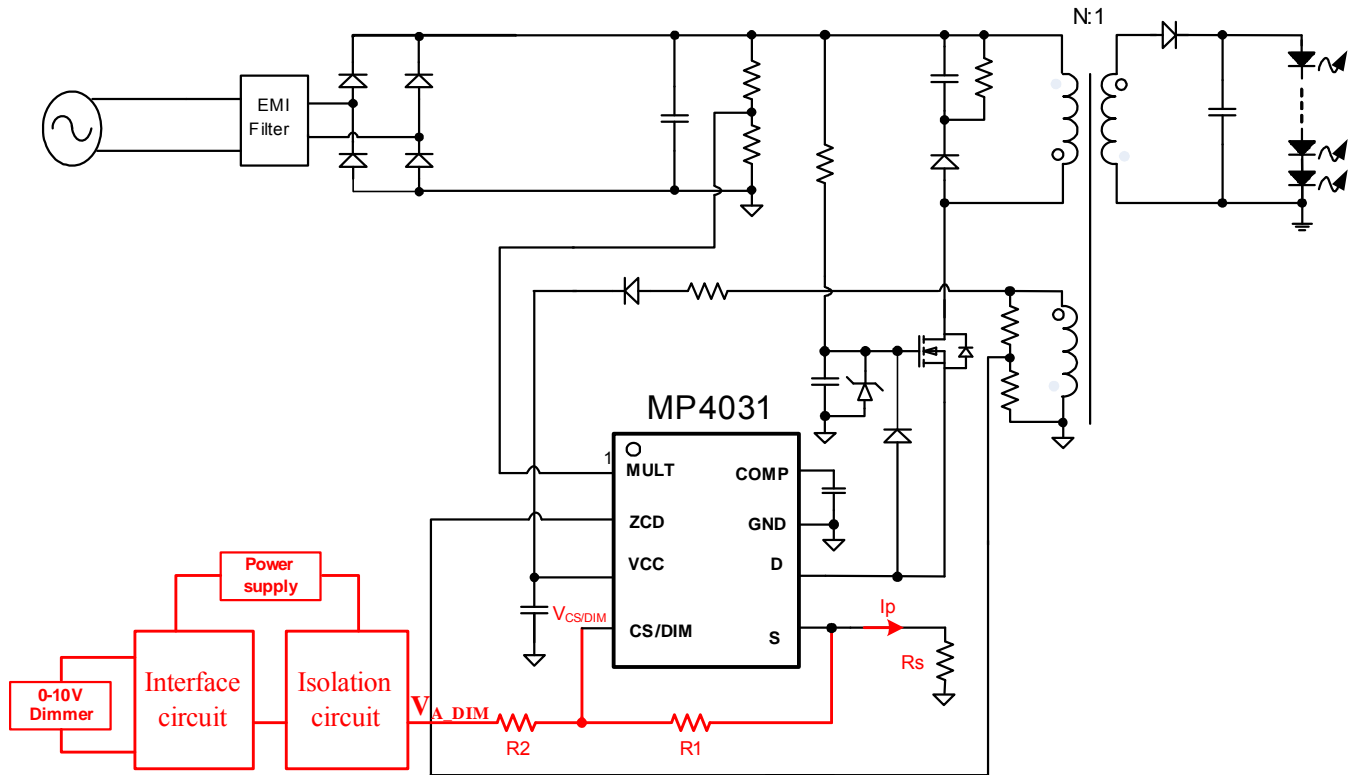 N:1
EMI
Filter
MP4031
1
MULT
COMP
ZCD
GND
VCC
D
CS/DIM
S
Power
supply
VCS/DIM
Ip
Rs
0-10V
Dimmer
Interface
circuit
Isolation
circuit
VA_DIM
R2
R1